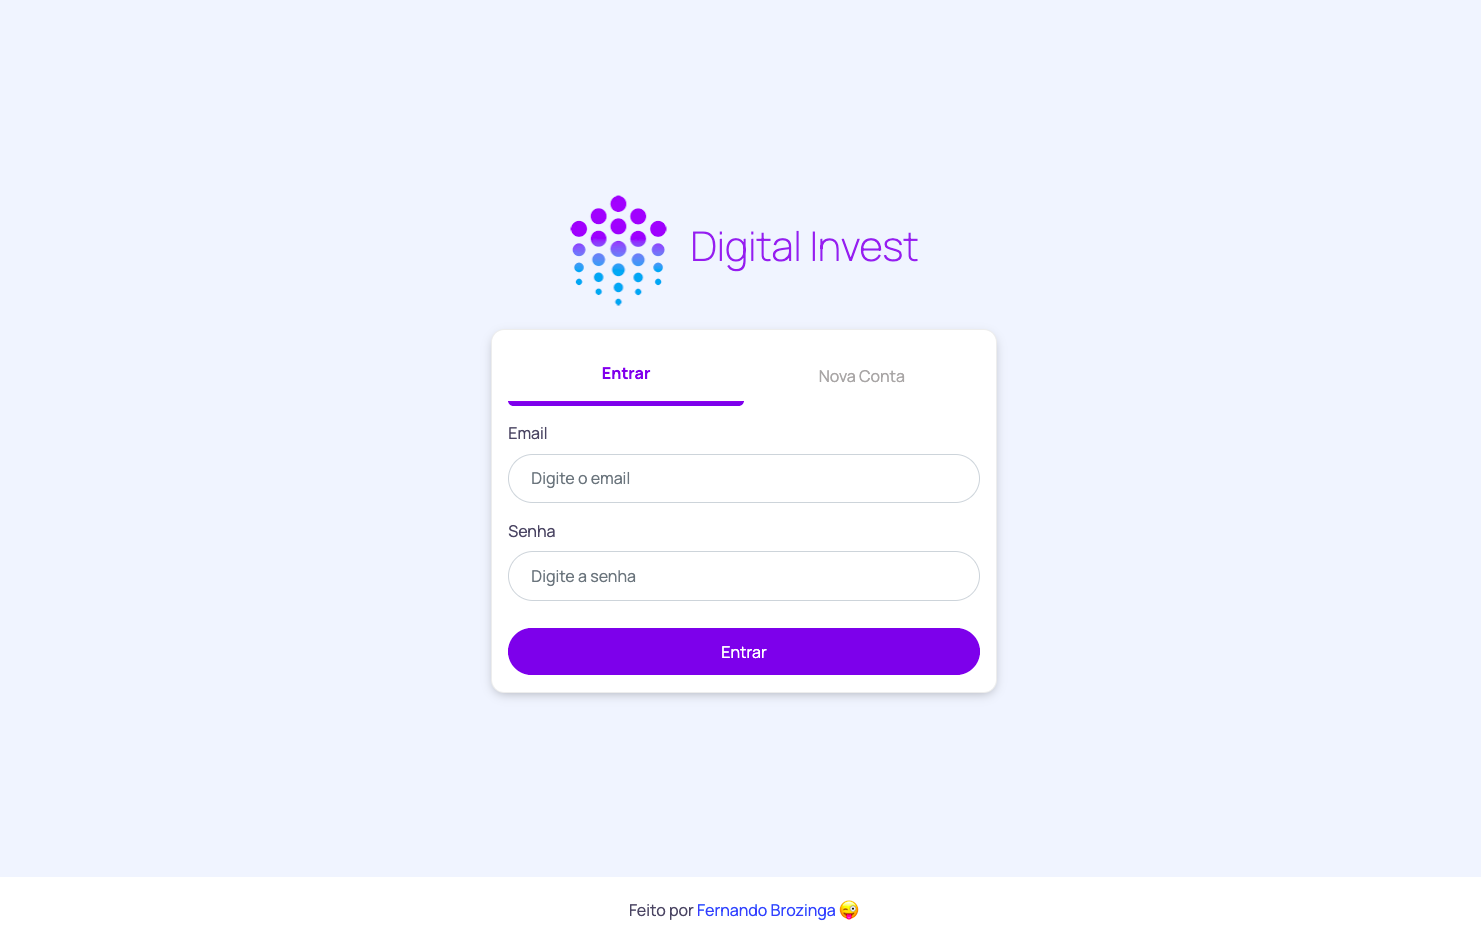 Digital Invest
Entrar
Nova Conta
Email
Digite o email
Senha
Digite a senha
Entrar
Feito por Fernando Brozinga 😜